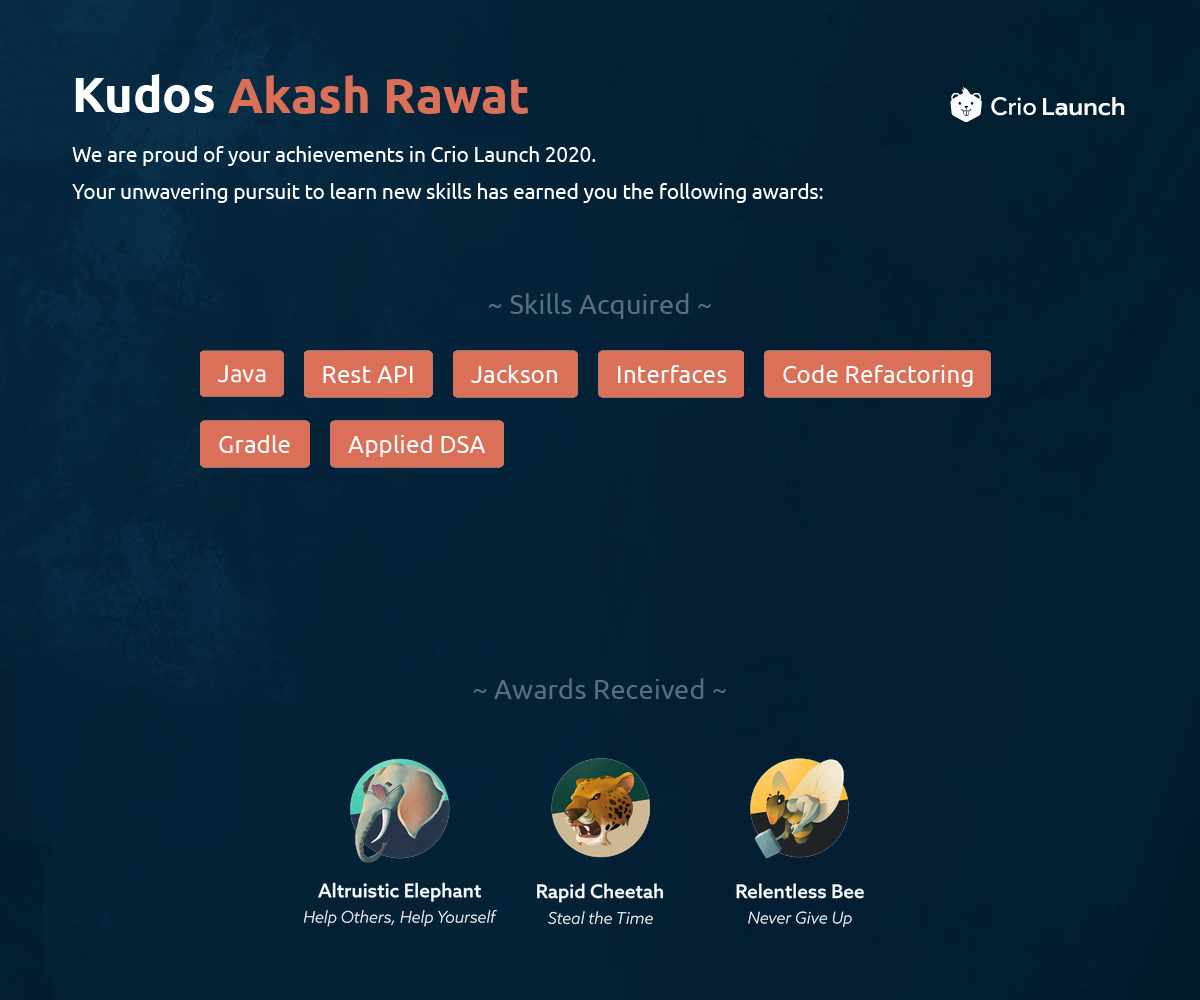 Kudos Akash Rawat
Crio Launch
We are proud of your achievements in Crio Launch 2020.
Your unwavering pursuit to learn new skills has earned you the following awards:
~ Skills Acquired ~
Java Rest API Jackson Interfaces Code Refactoring
Gradle Applied DSA
~ Awards Received ~
Altruistic Elephant Rapid Cheetah Relentless Bee
Help Others, Help Yourself Steal the Time Never Give Up